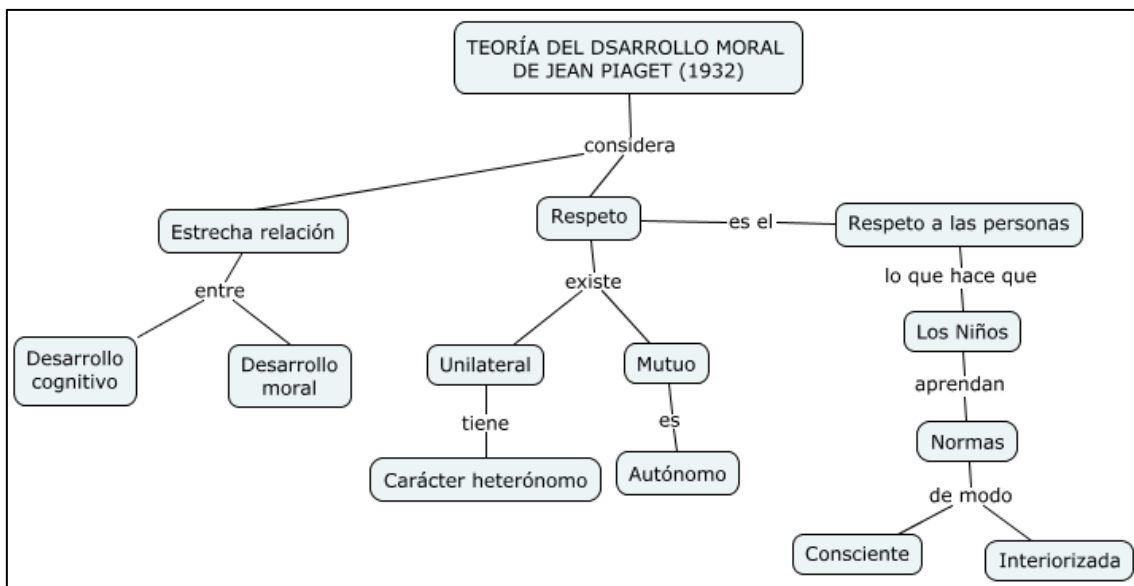 TEORÍA DEL DSARROLLO MORAL
DE JEAN PIAGET (1932)
considera
Estrecha relación
Respeto
es el
Respeto a las personas
entre
existe
lo que hace que
Desarrollo
cognitivo
Desarrollo
moral
Unilateral
Mutuo
Los Niños
tiene
es
aprendan
Carácter heterónomo
Autónomo
Normas
de modo
Consciente
Interiorizada